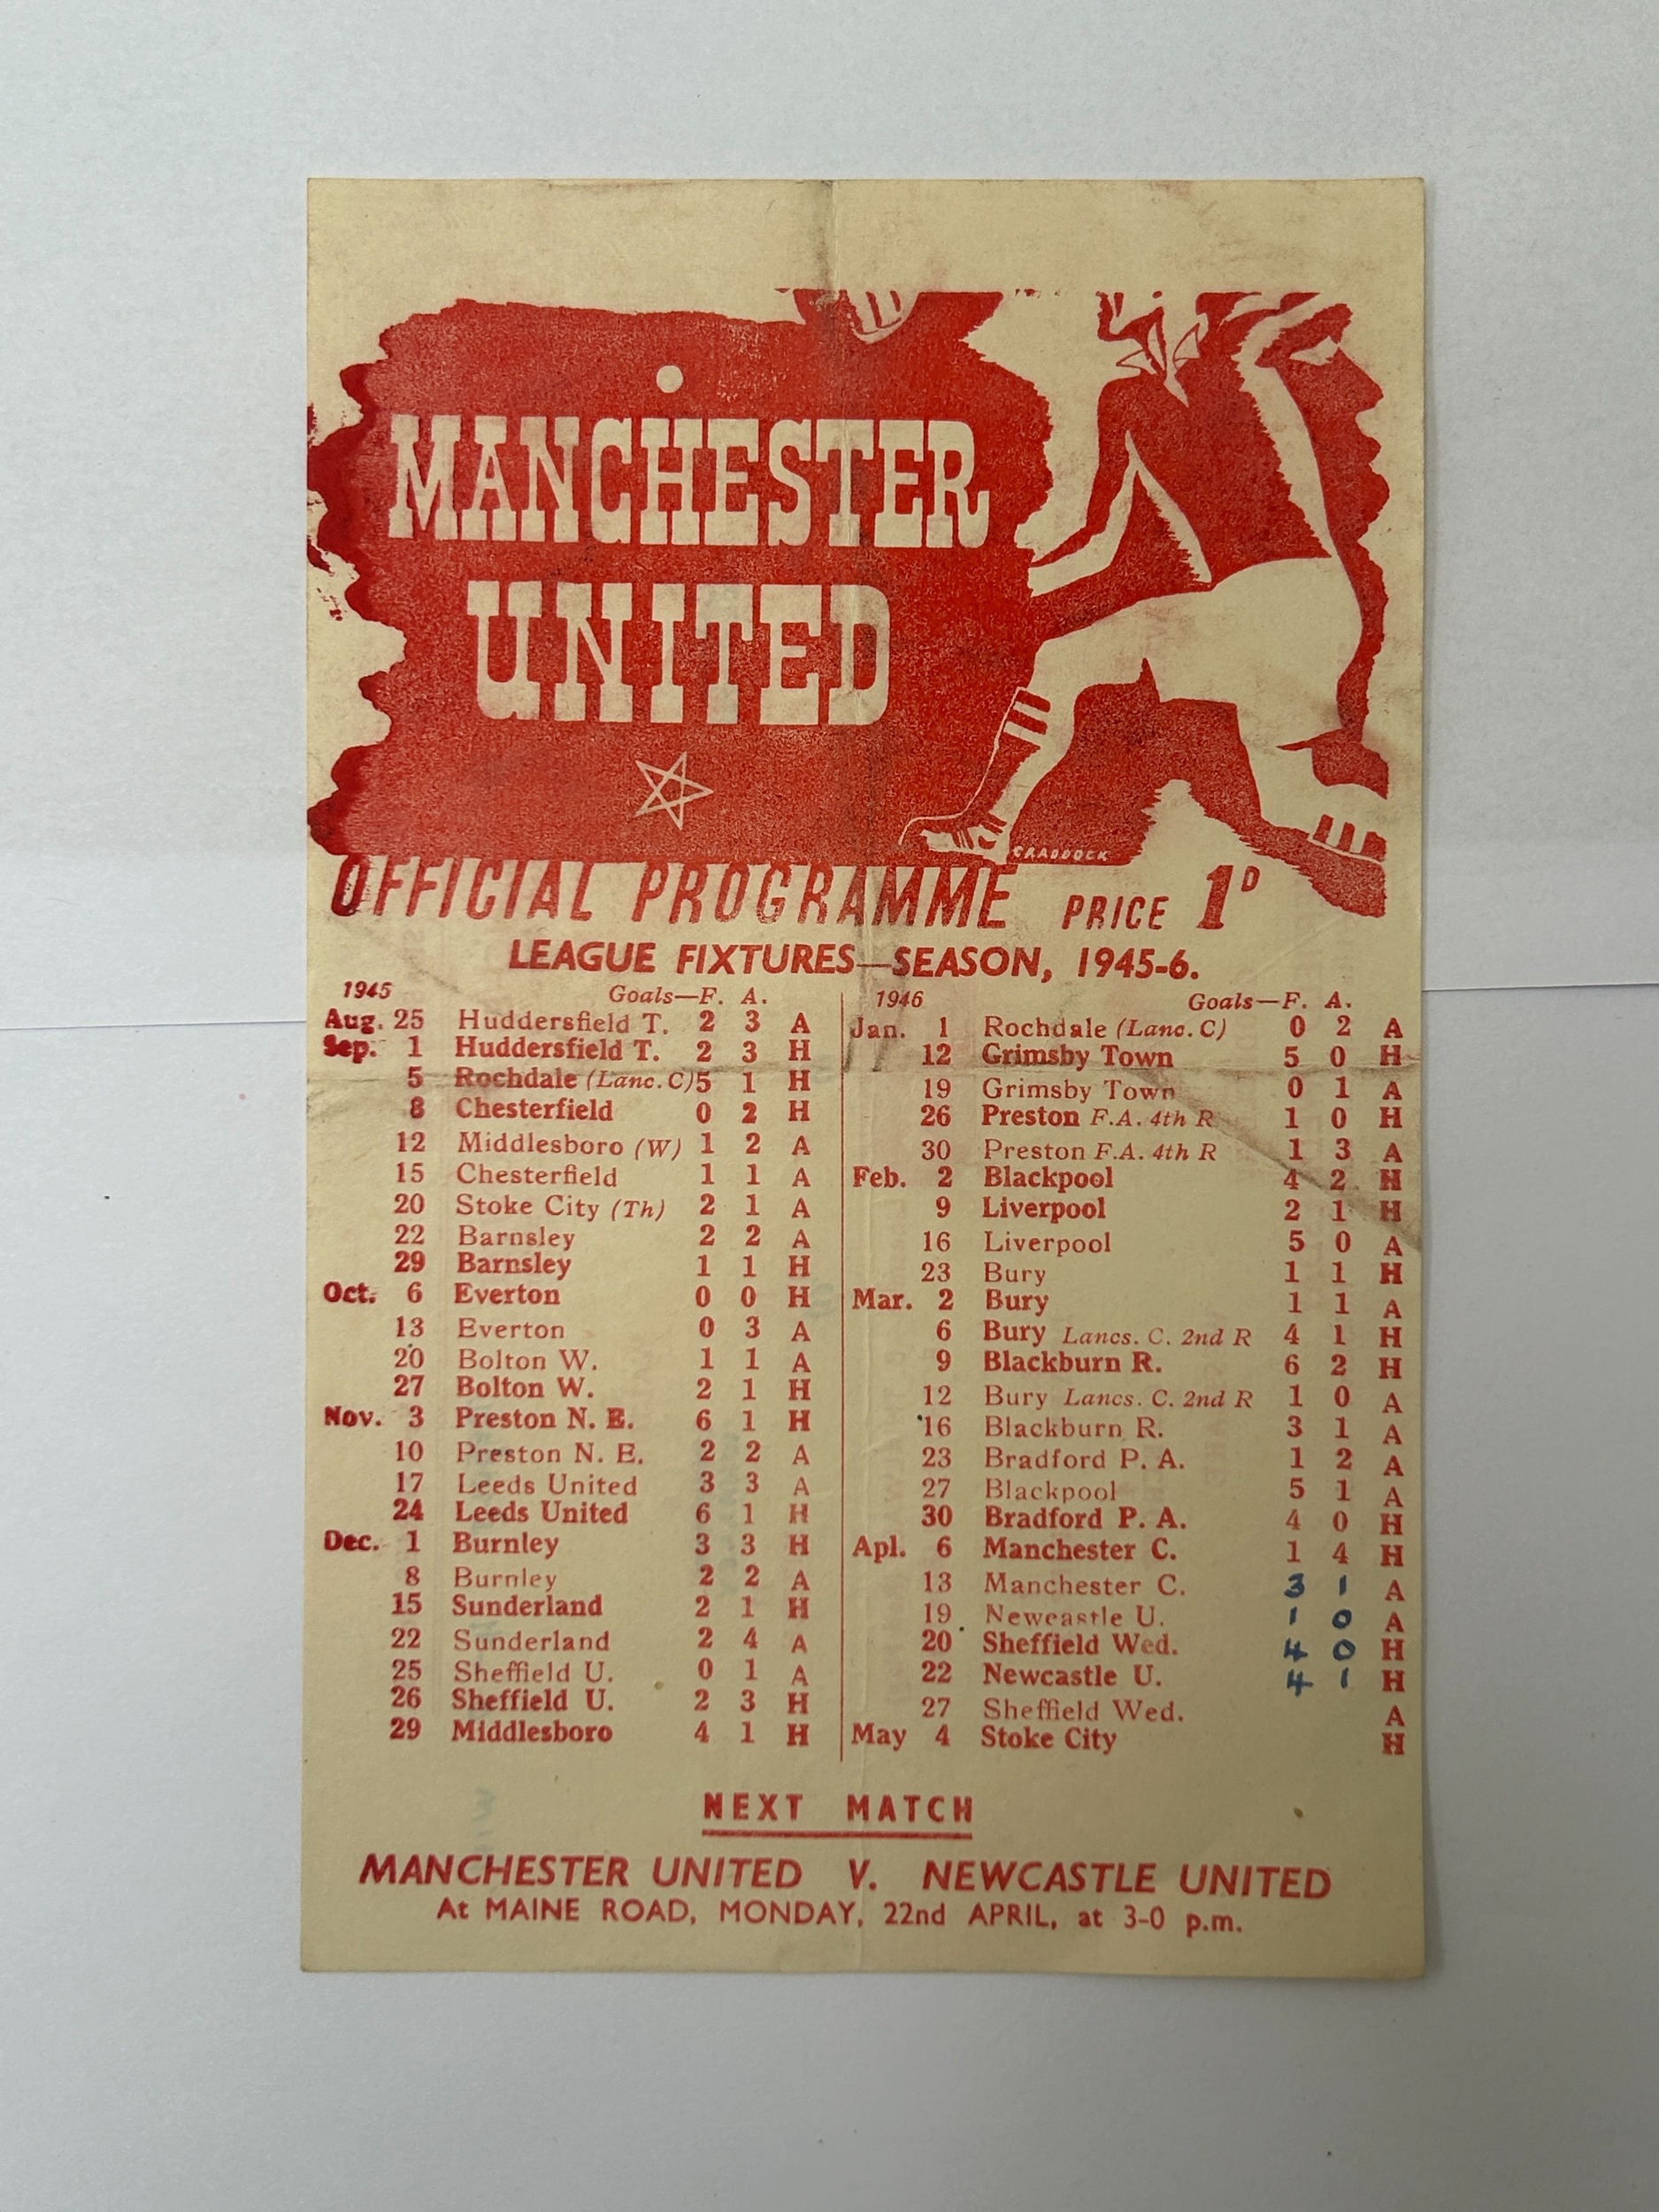 MANCHESTER
UNITED
CRADDOCK
OFFICIAL PROGRAMME PRICE 1D
LEAGUE FIXTURES—SEASON, 1945-6.
1945 Goals—F. A.
Aug. 25 Huddersfield T. 2 3 A
Sep. 1 Huddersfield T. 2 3 H
5 Rochdale (Lanc. C) 5 1 H
8 Chesterfield 0 2 H
12 Middlesboro (W) 1 2 A
15 Chesterfield 1 1 A
20 Stoke City (Th) 2 1 A
22 Barnsley 2 2 A
29 Barnsley 1 1 H
Oct. 6 Everton 0 0 H
13 Everton 0 3 A
20 Bolton W. 1 1 A
27 Bolton W. 2 1 H
Nov. 3 Preston N. E. 6 1 H
10 Preston N. E. 2 2 A
17 Leeds United 3 3 A
24 Leeds United 6 1 H
Dec. 1 Burnley 3 3 H
8 Burnley 2 2 A
15 Sunderland 2 1 H
22 Sunderland 2 4 A
25 Sheffield U. 0 1 A
26 Sheffield U. 2 3 H
29 Middlesboro 4 1 H
1946 Goals—F. A.
Jan. 1 Rochdale (Lanc. C) 0 2 A
12 Grimsby Town 5 0 H
19 Grimsby Town 0 1 A
26 Preston F.A. 4th R 1 0 H
30 Preston F.A. 4th R 1 3 A
Feb. 2 Blackpool 4 2 H
9 Liverpool 2 1 H
16 Liverpool 5 0 A
23 Bury 1 1 H
Mar. 2 Bury 1 1 A
6 Bury Lancs. C. 2nd R 4 1 H
9 Blackburn R. 6 2 H
12 Bury Lancs. C. 2nd R 1 0 A
16 Blackburn R. 3 1 A
23 Bradford P. A. 1 2 A
27 Blackpool 5 1 A
30 Bradford P. A. 4 0 H
Apl. 6 Manchester C. 1 4 H
13 Manchester C. 3 1 A
19 Newcastle U. 1 0 A
20 Sheffield Wed. 4 0 H
22 Newcastle U. 4 1 H
27 Sheffield Wed. A
May 4 Stoke City H
NEXT MATCH
MANCHESTER UNITED V. NEWCASTLE UNITED
At MAINE ROAD, MONDAY, 22nd APRIL, at 3-0 p.m.